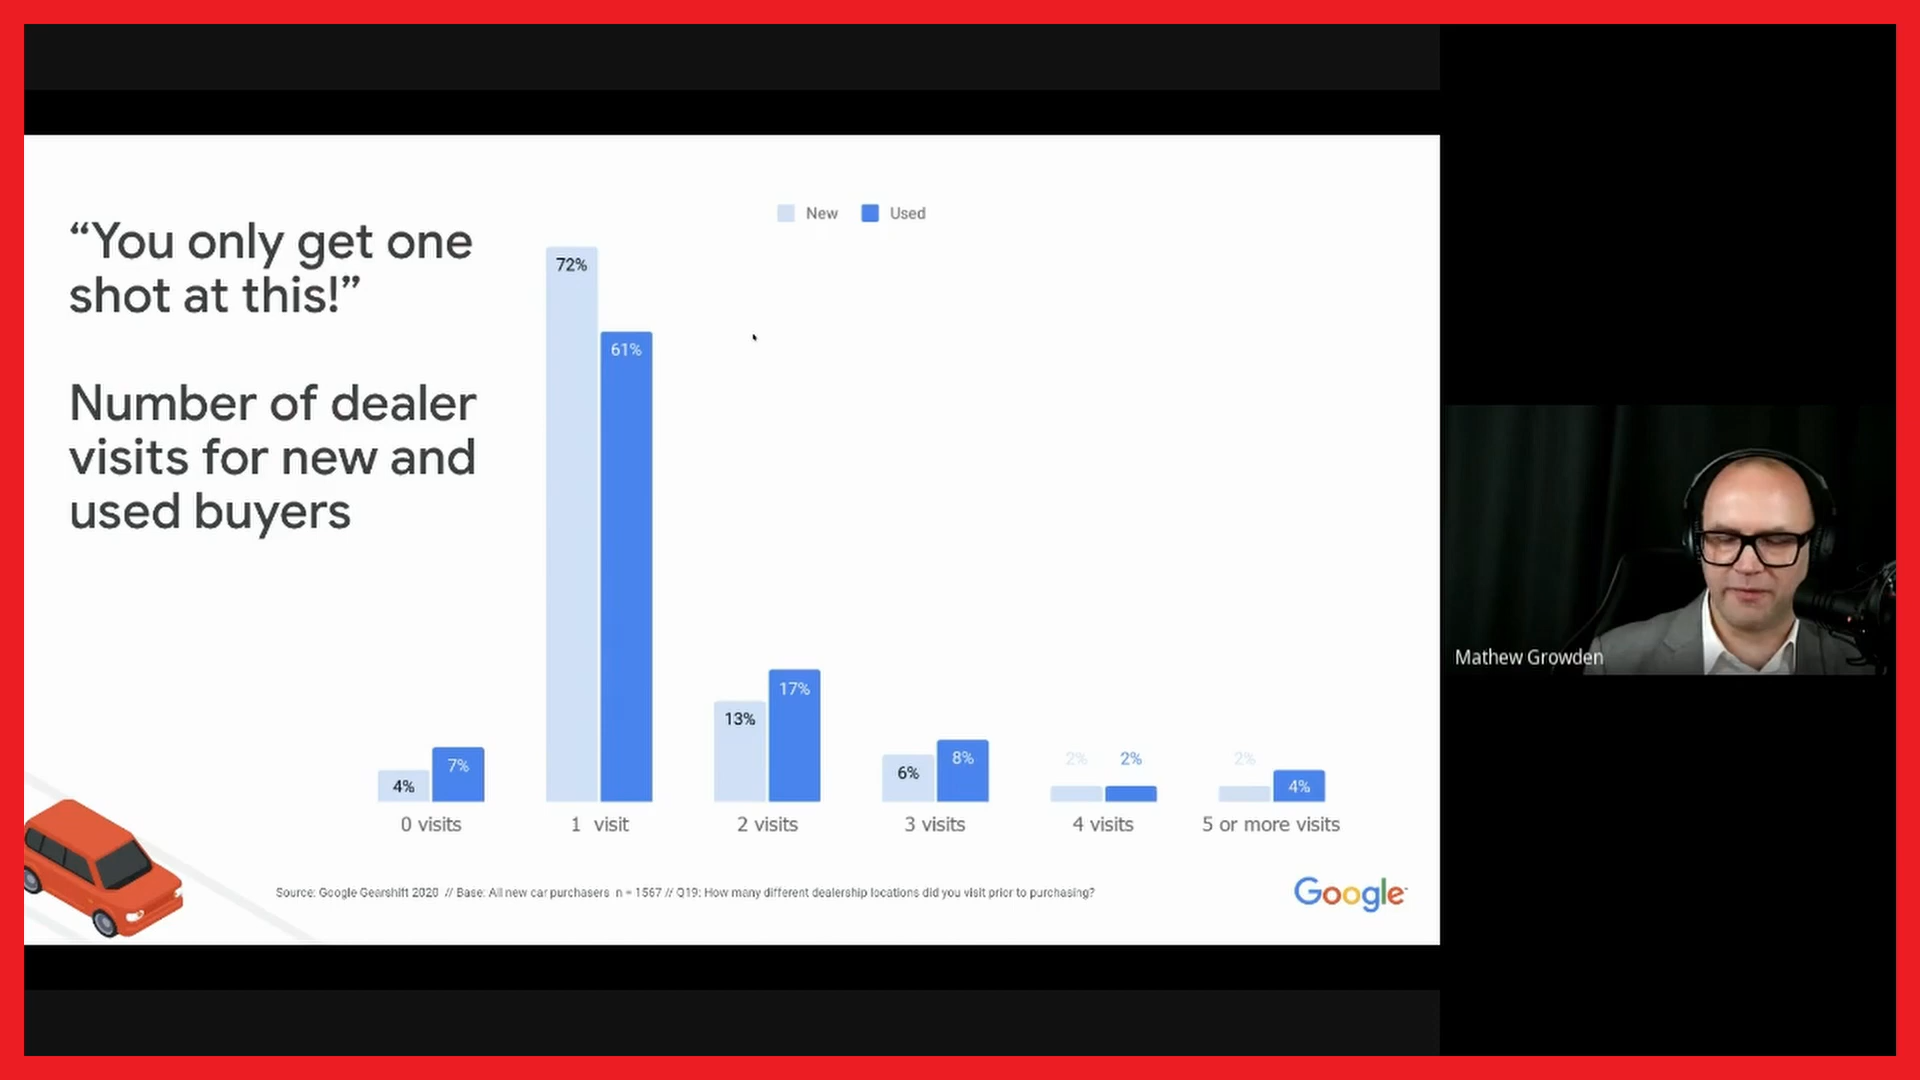 “You only get one
shot at this!”
Number of dealer
visits for new and
used buyers
New
Used
72%
61%
13%
17%
4%
7%
6%
8%
2%
2%
2%
4%
0 visits
1 visit
2 visits
3 visits
4 visits
5 or more visits
Source: Google Gearshift 2020 // Base: All new car purchasers n = 1567 // Q19: How many different dealership locations did you visit prior to purchasing?
Google
Mathew Growden